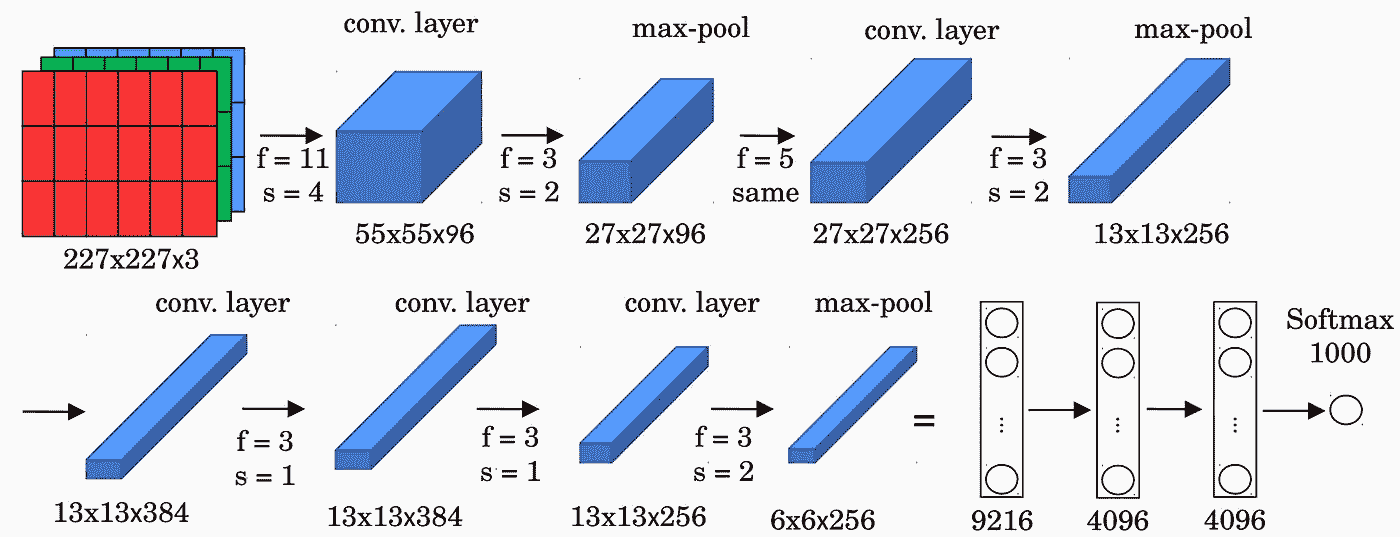 conv. layer
max-pool
conv. layer
max-pool
f = 11
s = 4
f = 3
s = 2
f = 5
same
f = 3
s = 2
227x227x3
55x55x96
27x27x96
27x27x256
13x13x256
conv. layer
conv. layer
conv. layer
max-pool
Softmax
1000
f = 3
s = 1
f = 3
s = 1
f = 3
s = 2
=
...
...
...
13x13x384
13x13x384
13x13x256
6x6x256
9216
4096
4096